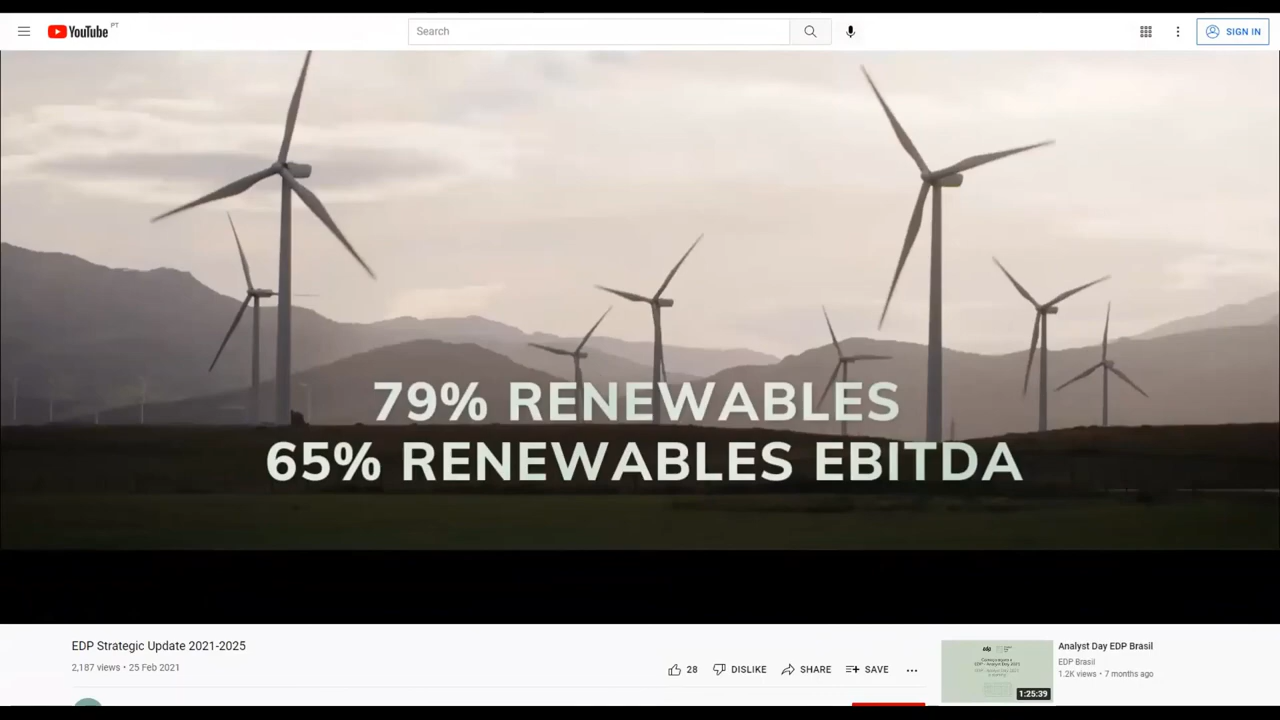 YouTube PT
Search
SIGN IN
79% RENEWABLES
65% RENEWABLES EBITDA
EDP Strategic Update 2021-2025
2,187 views • 25 Feb 2021
28
DISLIKE
SHARE
SAVE
edp
1:25:39
Analyst Day EDP Brasil
EDP Brasil
1.2K views • 7 months ago